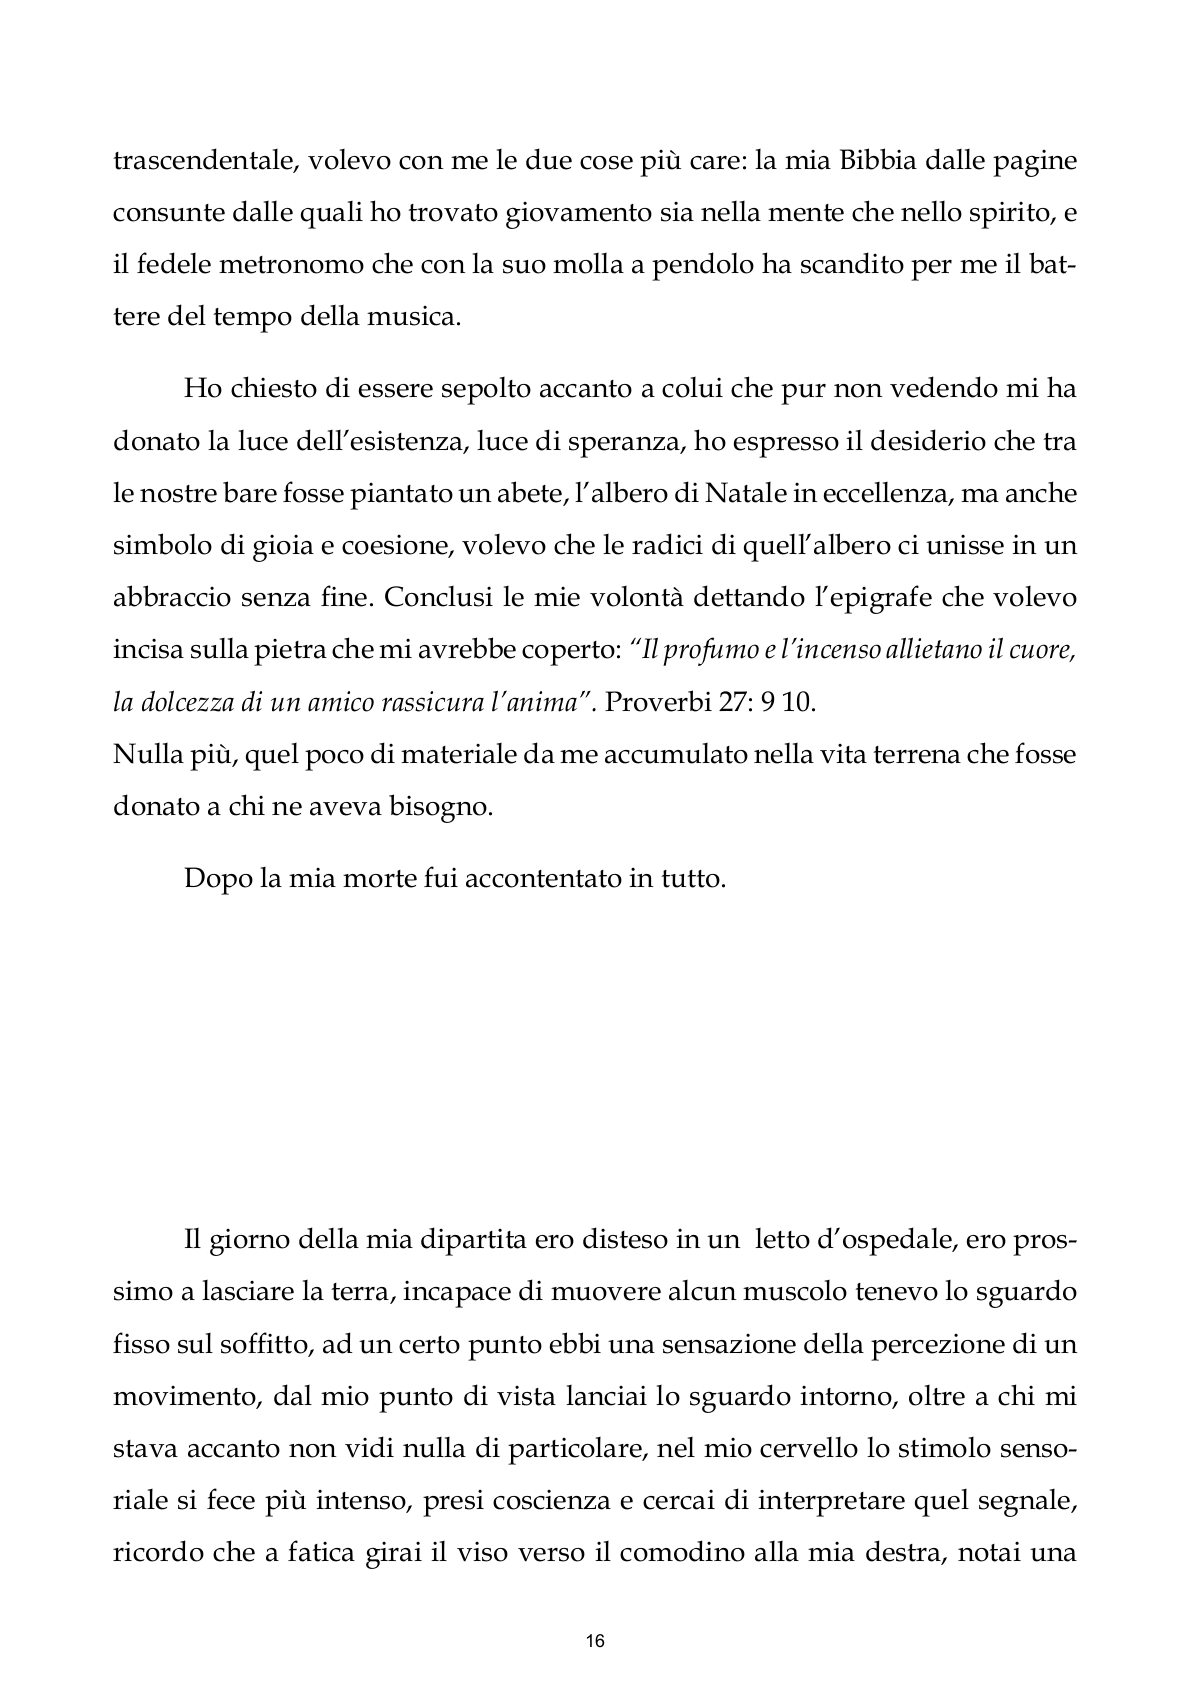 trascendentale, volevo con me le due cose più care: la mia Bibbia dalle pagine
consunte dalle quali ho trovato giovamento sia nella mente che nello spirito, e
il fedele metronomo che con la suo molla a pendolo ha scandito per me il bat-
tere del tempo della musica.
Ho chiesto di essere sepolto accanto a colui che pur non vedendo mi ha
donato la luce dell’esistenza, luce di speranza, ho espresso il desiderio che tra
le nostre bare fosse piantato un abete, l’albero di Natale in eccellenza, ma anche
simbolo di gioia e coesione, volevo che le radici di quell’albero ci unisse in un
abbraccio senza fine. Conclusi le mie volontà dettando l’epigrafe che volevo
incisa sulla pietra che mi avrebbe coperto: “Il profumo e l’incenso allietano il cuore,
la dolcezza di un amico rassicura l’anima”. Proverbi 27: 9 10.
Nulla più, quel poco di materiale da me accumulato nella vita terrena che fosse
donato a chi ne aveva bisogno.
Dopo la mia morte fui accontentato in tutto.
Il giorno della mia dipartita ero disteso in un  letto d’ospedale, ero pros-
simo a lasciare la terra, incapace di muovere alcun muscolo tenevo lo sguardo
fisso sul soffitto, ad un certo punto ebbi una sensazione della percezione di un
movimento, dal mio punto di vista lanciai lo sguardo intorno, oltre a chi mi
stava accanto non vidi nulla di particolare, nel mio cervello lo stimolo senso-
riale si fece più intenso, presi coscienza e cercai di interpretare quel segnale,
ricordo che a fatica girai il viso verso il comodino alla mia destra, notai una
16